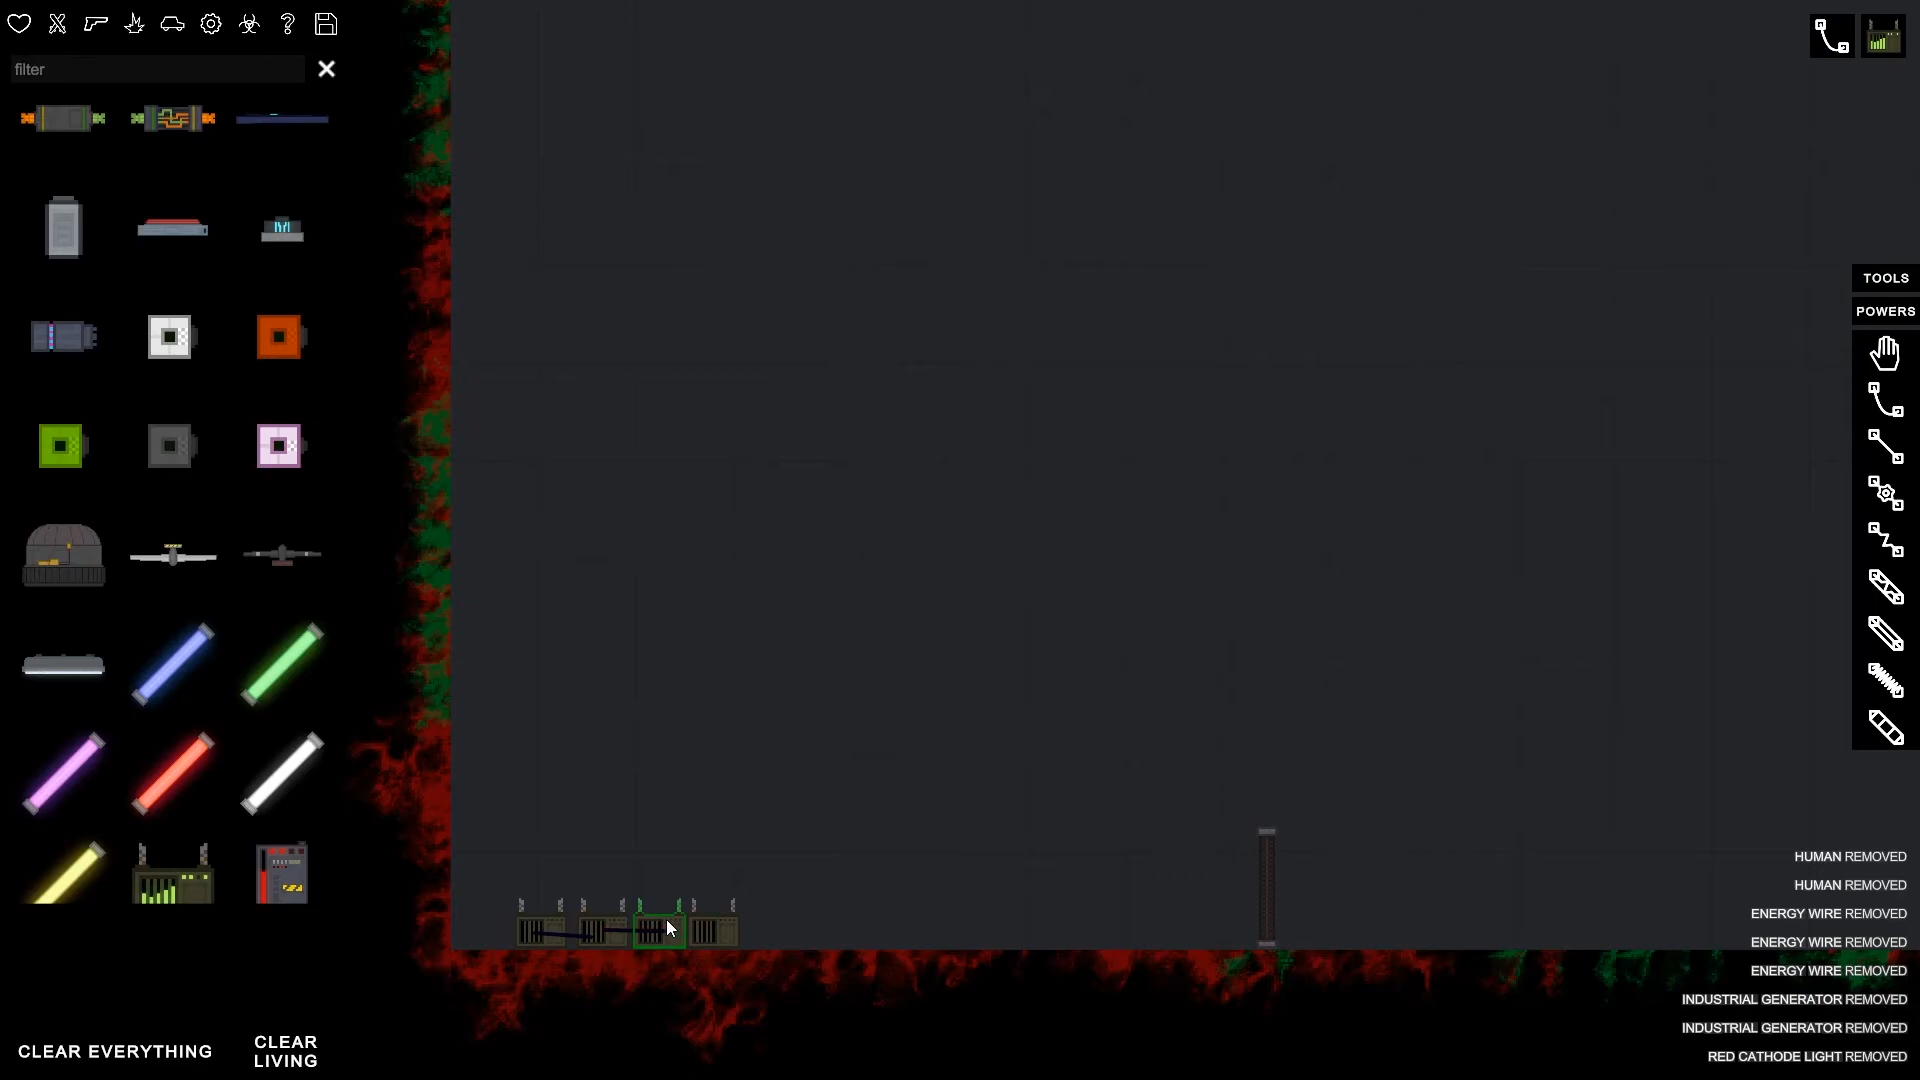 filter
TOOLS
POWERS
HUMAN REMOVED
HUMAN REMOVED
ENERGY WIRE REMOVED
ENERGY WIRE REMOVED
ENERGY WIRE REMOVED
INDUSTRIAL GENERATOR REMOVED
INDUSTRIAL GENERATOR REMOVED
RED CATHODE LIGHT REMOVED
CLEAR EVERYTHING
CLEAR
LIVING